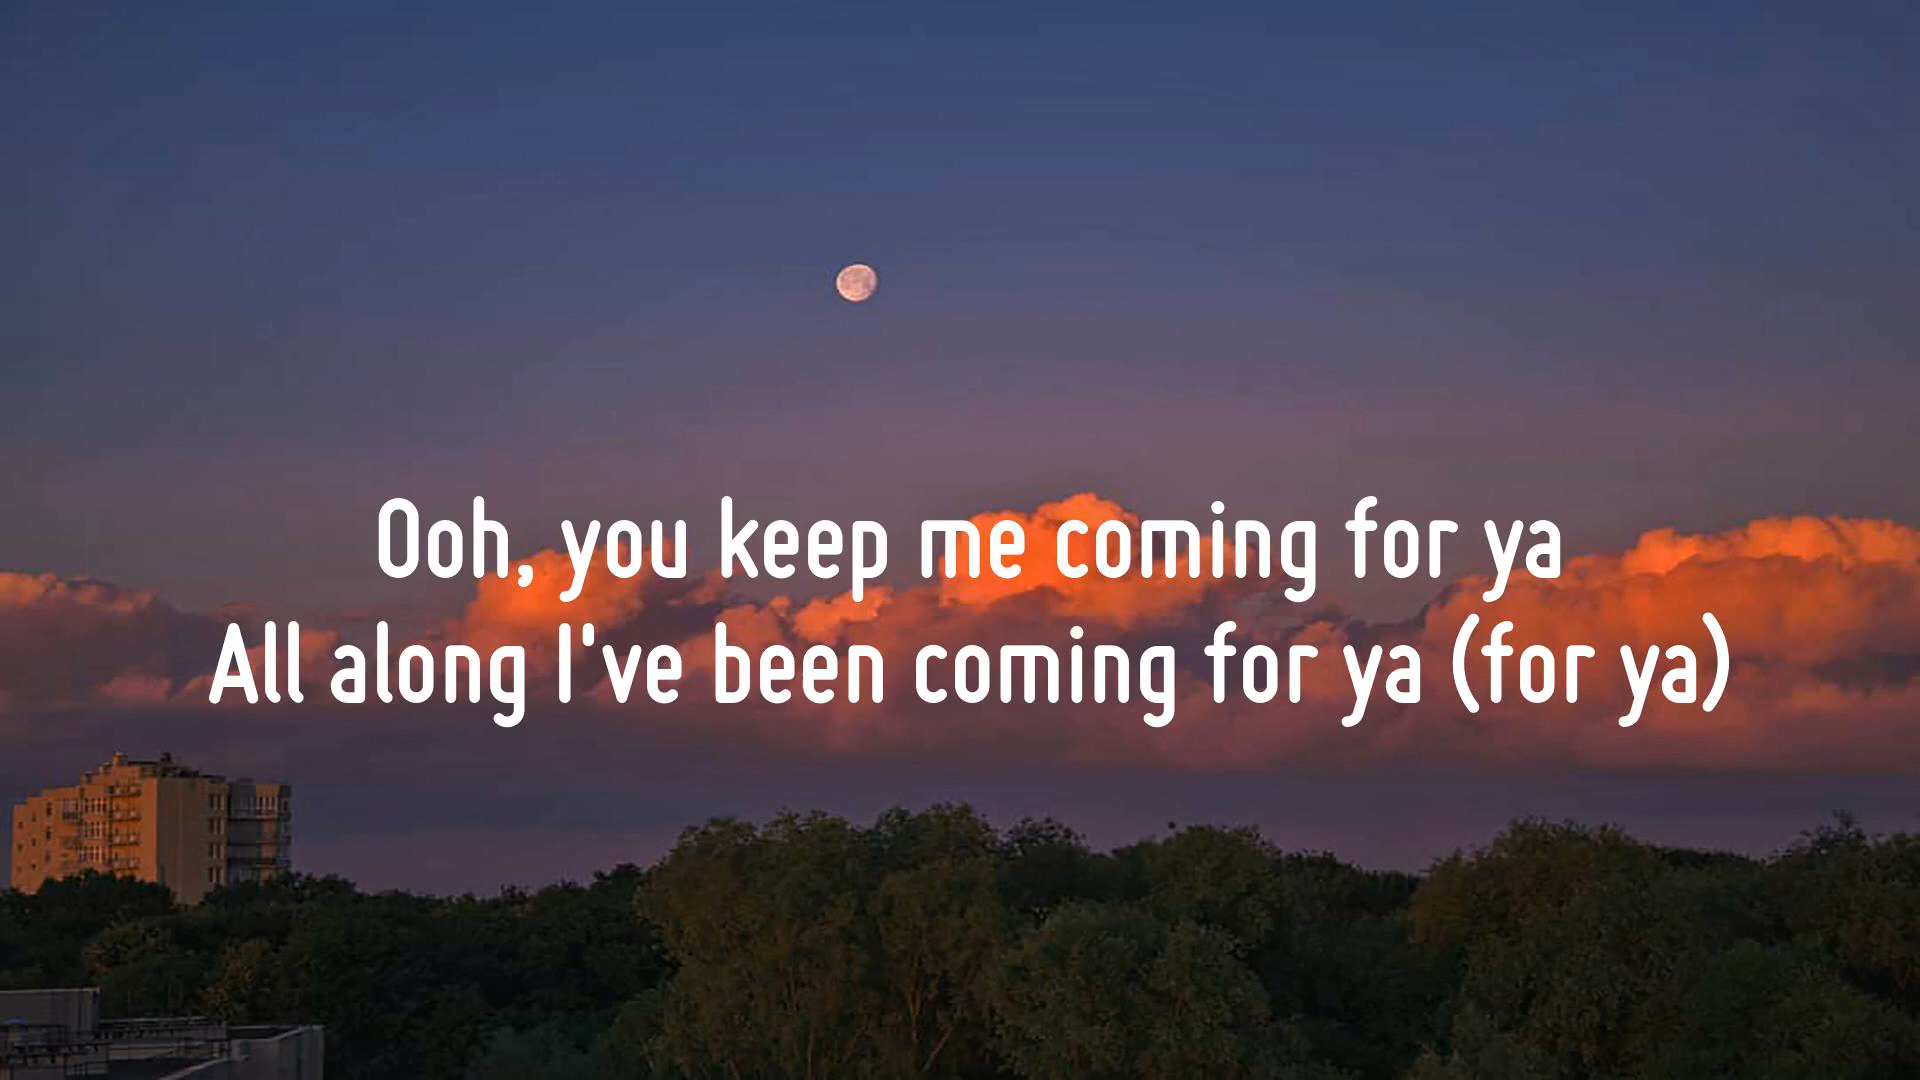 Ooh, you keep me coming for ya
All along I've been coming for ya (for ya)